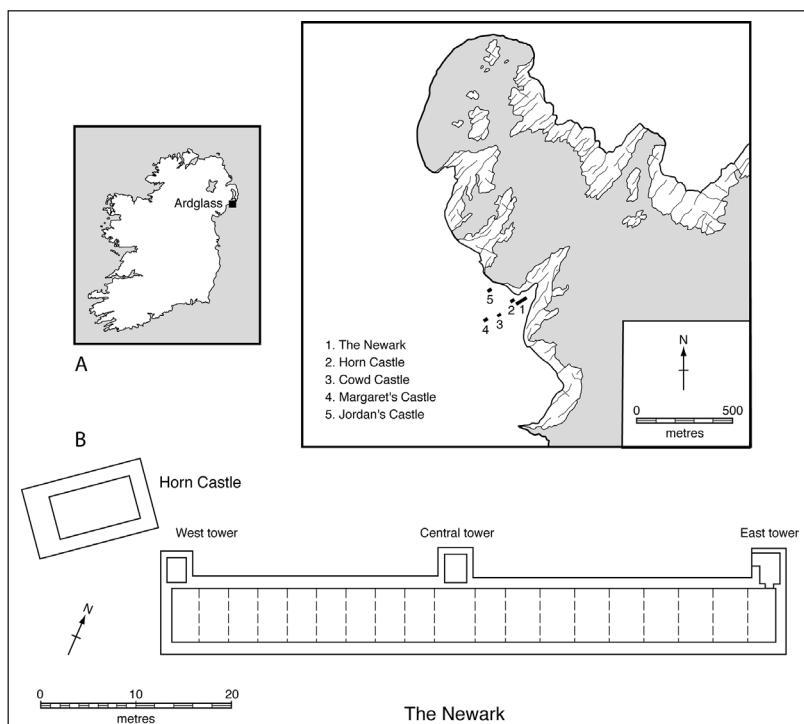 Ardglass
A
5
2
1
4
3
1. The Newark
2. Horn Castle
3. Cowd Castle
4. Margaret's Castle
5. Jordan's Castle
N
0 500
metres
B
Horn Castle
West tower
Central tower
East tower
N
0 10 20
metres
The Newark